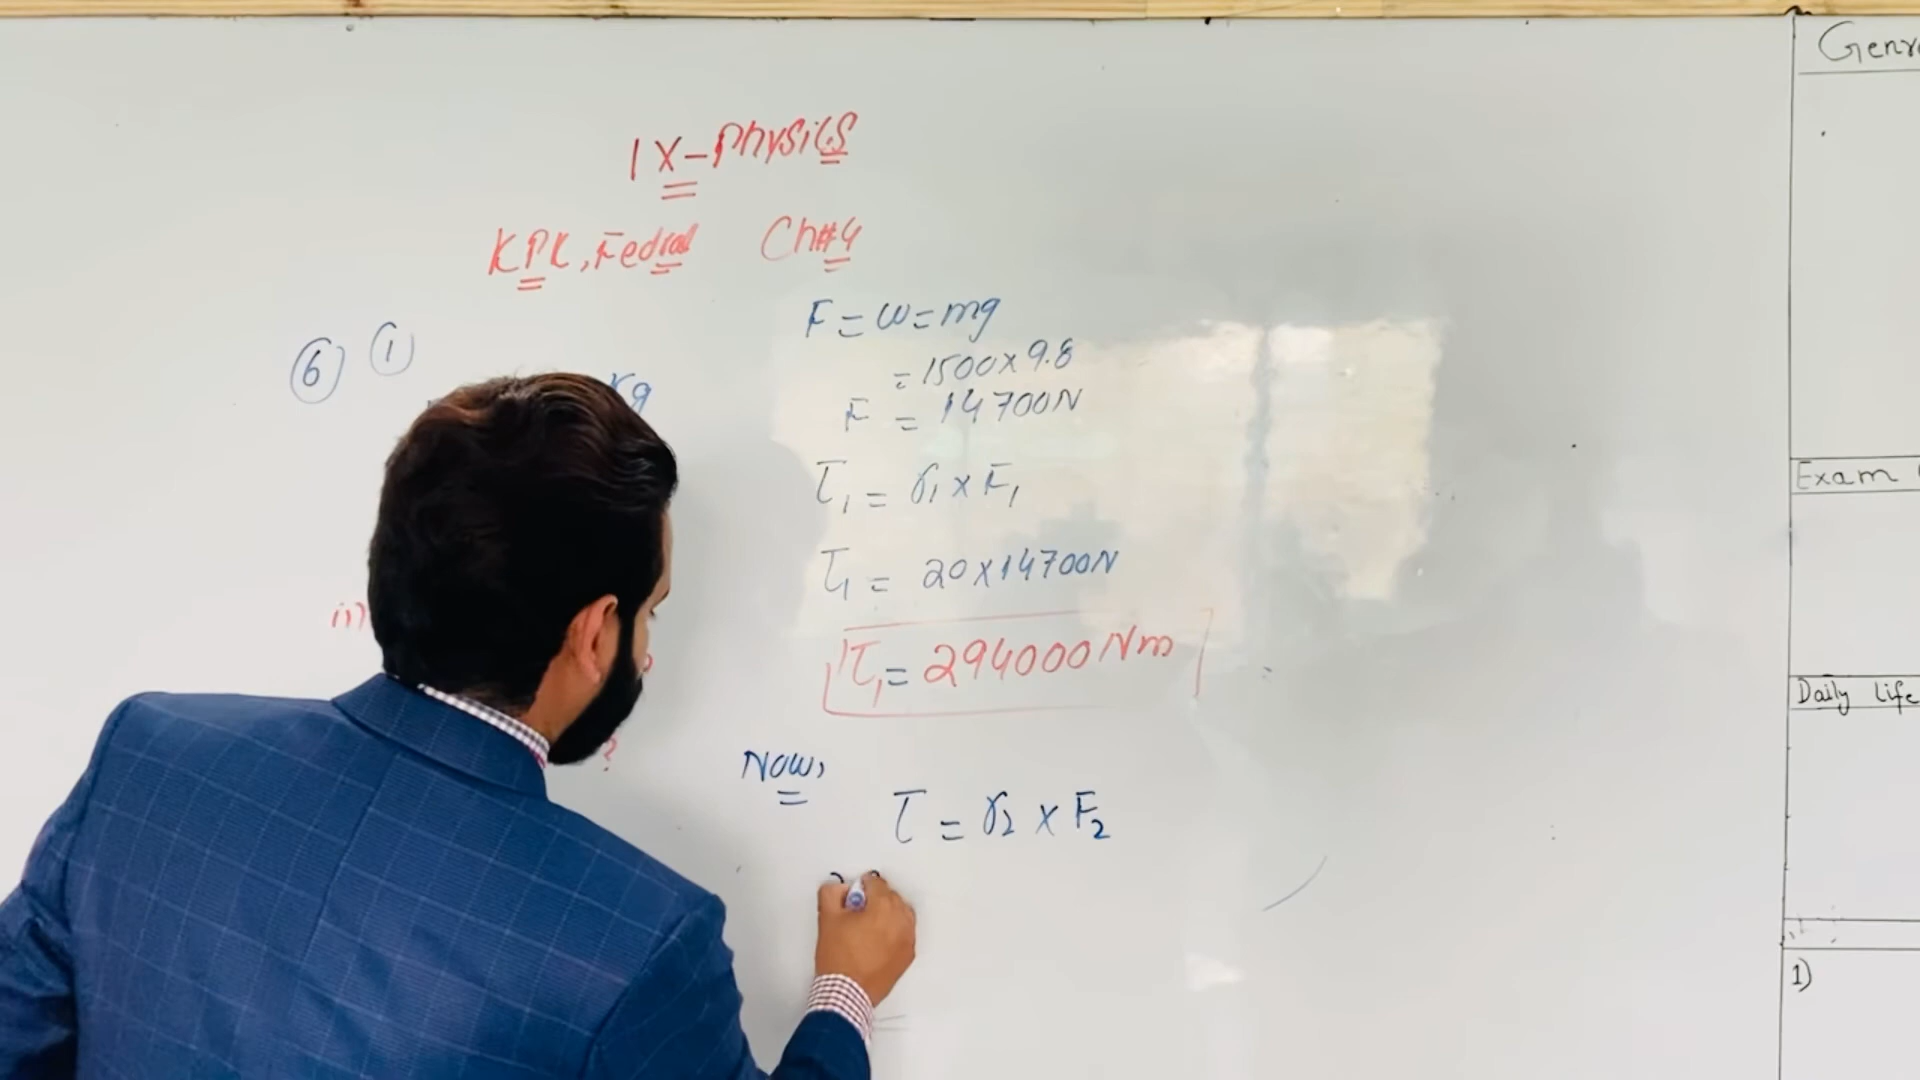 IX-Physics
KPK, Fedral Ch#4
6) 1
Kg
F = w = mg
= 1500 x 9.8
F = 14700N
τ₁ = r₁ x F₁
τ₁ = 20 x 14700N
ii)
τ₁ = 294000 Nm
?
Now,
τ = r₂ x F₂
Exam
Daily Life
1)